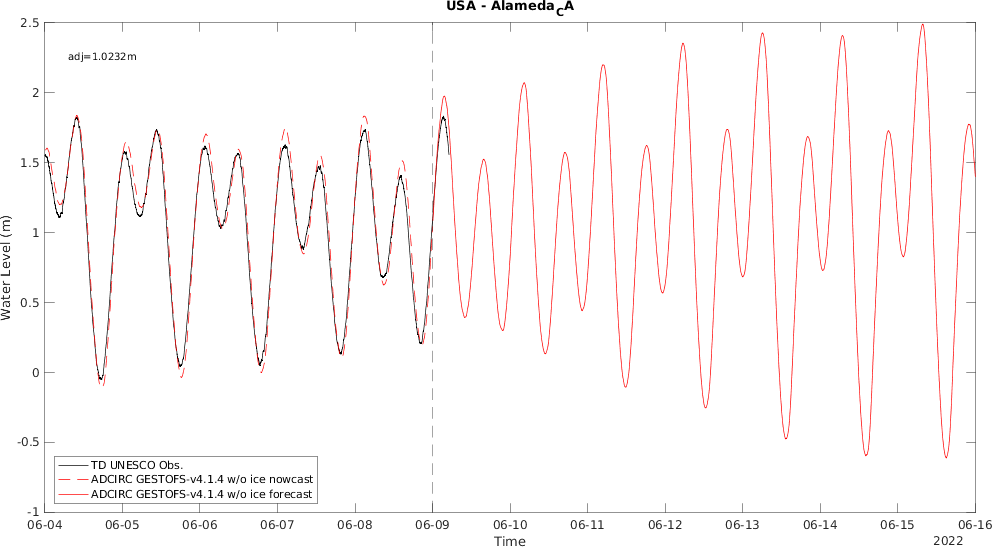 USA - Alameda_CA
adj=1.0232m
2.5
2
1.5
1
0.5
0
-0.5
-1
Water Level (m)
TD UNESCO Obs.
ADCIRC GESTOFS-v4.1.4 w/o ice nowcast
ADCIRC GESTOFS-v4.1.4 w/o ice forecast
06-04 06-05 06-06 06-07 06-08 06-09 06-10 06-11 06-12 06-13 06-14 06-15 06-16
Time
2022